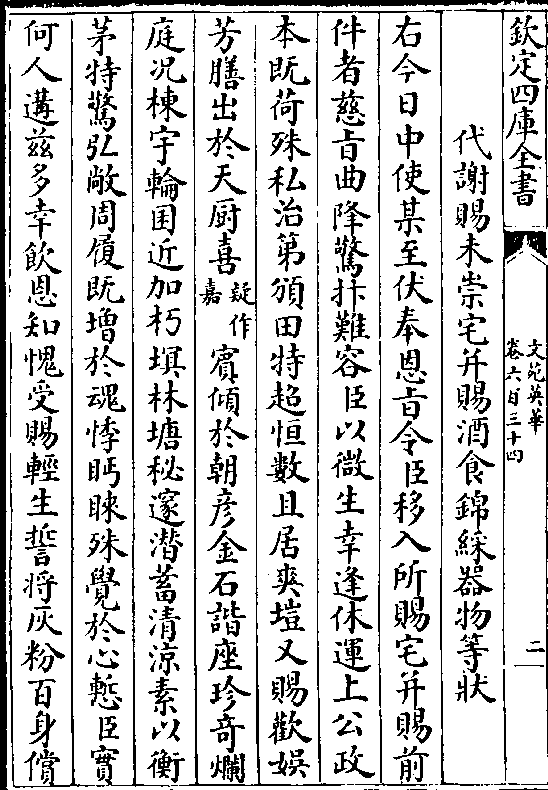 欽定四庫全書
文苑英華
卷六百三十四
二
代謝賜未崇宅并賜酒食錦綵器物等狀
右今日中使某至伏奉恩旨令臣移入所賜宅并賜前
件者慈旨曲降驚抃難容臣以微生幸逢休運上公政
本既荷殊私治第頒田特超恒數且居爽塏又賜歡娛
芳膳出於天厨喜疑作嘉賓傾於朝彦金石諧座珍奇爛
庭况棟宇輪囷近加朽塓林塘秘邃潜蓄清凉素以衡
茅特驚弘敞周履既増於魂悸眄睞殊覺於心慙臣實
何人遘兹多幸飲恩知愧受賜輕生誓将灰粉百身償